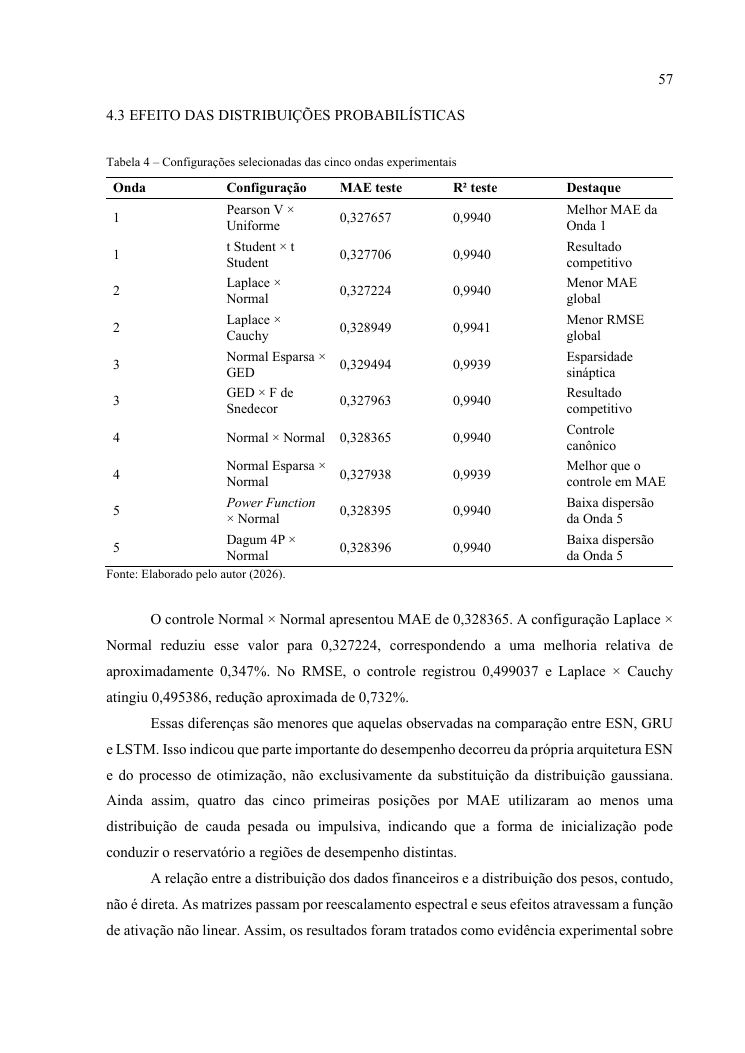 57
4.3 EFEITO DAS DISTRIBUIÇÕES PROBABILÍSTICAS
Tabela 4 – Configurações selecionadas das cinco ondas experimentais
Onda Configuração MAE teste R² teste Destaque
1 Pearson V × Uniforme 0,327657 0,9940 Melhor MAE da Onda 1
1 t Student × t Student 0,327706 0,9940 Resultado competitivo
2 Laplace × Normal 0,327224 0,9940 Menor MAE global
2 Laplace × Cauchy 0,328949 0,9941 Menor RMSE global
3 Normal Esparsa × GED 0,329494 0,9939 Esparsidade sináptica
3 GED × F de Snedecor 0,327963 0,9940 Resultado competitivo
4 Normal × Normal 0,328365 0,9940 Controle canônico
4 Normal Esparsa × Normal 0,327938 0,9939 Melhor que o controle em MAE
5 Power Function × Normal 0,328395 0,9940 Baixa dispersão da Onda 5
5 Dagum 4P × Normal 0,328396 0,9940 Baixa dispersão da Onda 5
Fonte: Elaborado pelo autor (2026).
O controle Normal × Normal apresentou MAE de 0,328365. A configuração Laplace ×
Normal reduziu esse valor para 0,327224, correspondendo a uma melhoria relativa de
aproximadamente 0,347%. No RMSE, o controle registrou 0,499037 e Laplace × Cauchy
atingiu 0,495386, redução aproximada de 0,732%.
Essas diferenças são menores que aquelas observadas na comparação entre ESN, GRU
e LSTM. Isso indicou que parte importante do desempenho decorreu da própria arquitetura ESN
e do processo de otimização, não exclusivamente da substituição da distribuição gaussiana.
Ainda assim, quatro das cinco primeiras posições por MAE utilizaram ao menos uma
distribuição de cauda pesada ou impulsiva, indicando que a forma de inicialização pode
conduzir o reservatório a regiões de desempenho distintas.
A relação entre a distribuição dos dados financeiros e a distribuição dos pesos, contudo,
não é direta. As matrizes passam por reescalamento espectral e seus efeitos atravessam a função
de ativação não linear. Assim, os resultados foram tratados como evidência experimental sobre